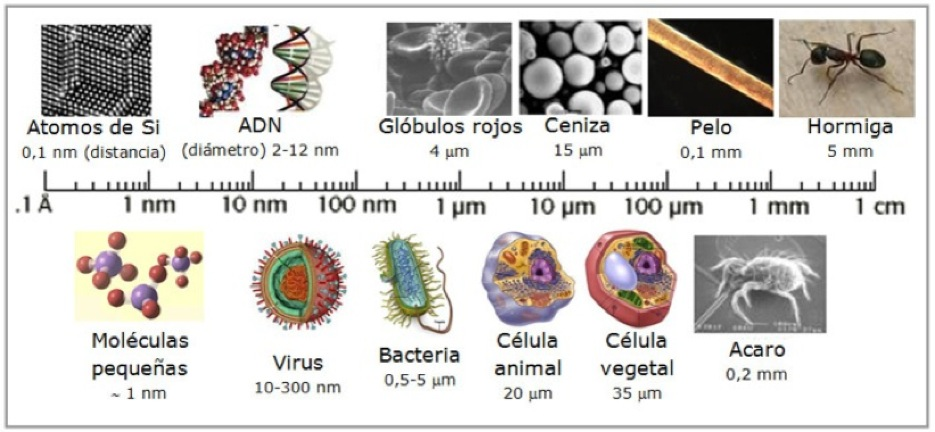 Atomos de Si
0,1 nm (distancia)
ADN
(diámetro) 2-12 nm
Glóbulos rojos
4 μm
Ceniza
15 μm
Pelo
0,1 mm
Hormiga
5 mm
.1 Å 1 nm 10 nm 100 nm 1 μm 10 μm 100 μm 1 mm 1 cm
Moléculas
pequeñas
~ 1 nm
Virus
10-300 nm
Bacteria
0,5-5 μm
Célula
animal
20 μm
Célula
vegetal
35 μm
Acaro
0,2 mm